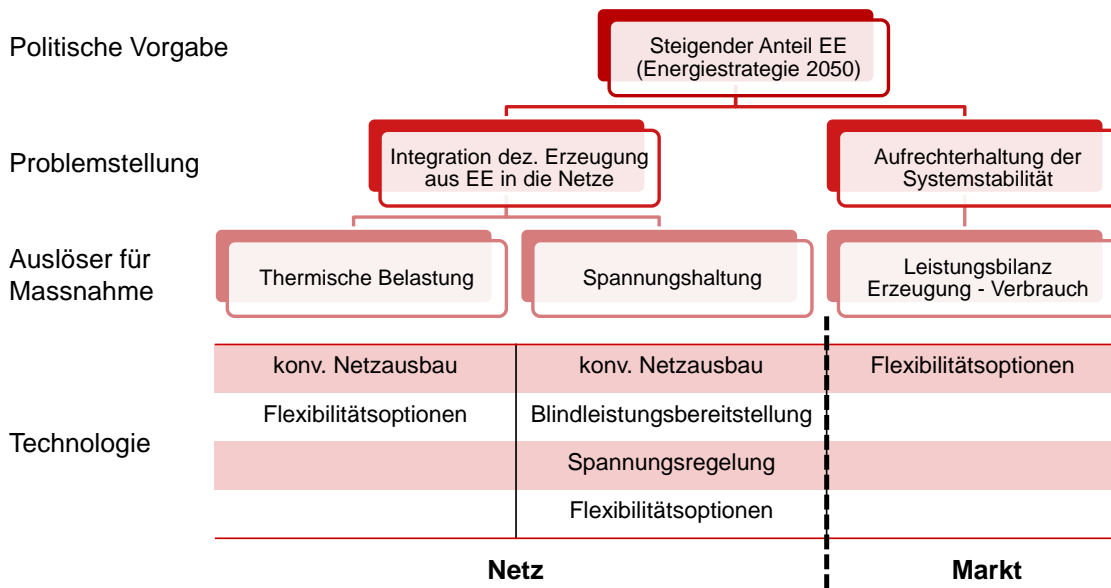 Politische Vorgabe
Steigender Anteil EE
(Energiestrategie 2050)
Problemstellung
Integration dez. Erzeugung
aus EE in die Netze
Aufrechterhaltung der
Systemstabilität
Auslöser für
Massnahme
Thermische Belastung
Spannungshaltung
Leistungsbilanz
Erzeugung - Verbrauch
Technologie
konv. Netzausbau
konv. Netzausbau
Flexibilitätsoptionen
Flexibilitätsoptionen
Blindleistungsbereitstellung
Spannungsregelung
Flexibilitätsoptionen
Netz
Markt